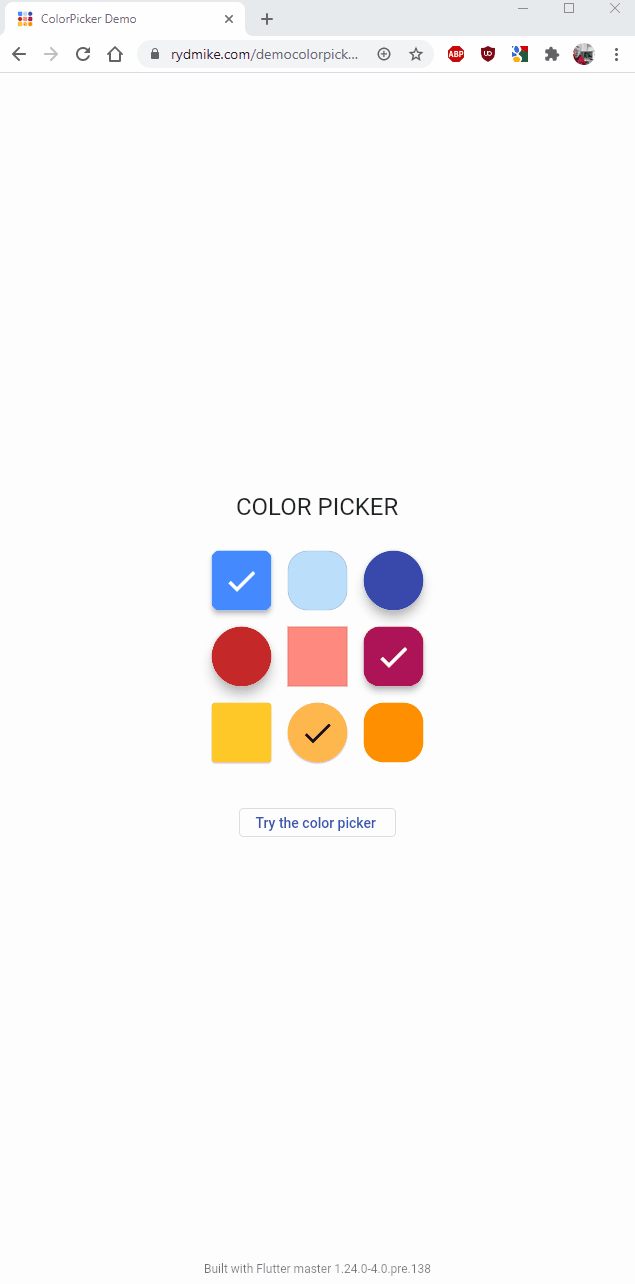 ColorPicker Demo
rydmike.com/democolorpick...
ABP
COLOR PICKER
Try the color picker
Built with Flutter master 1.24.0-4.0.pre.138